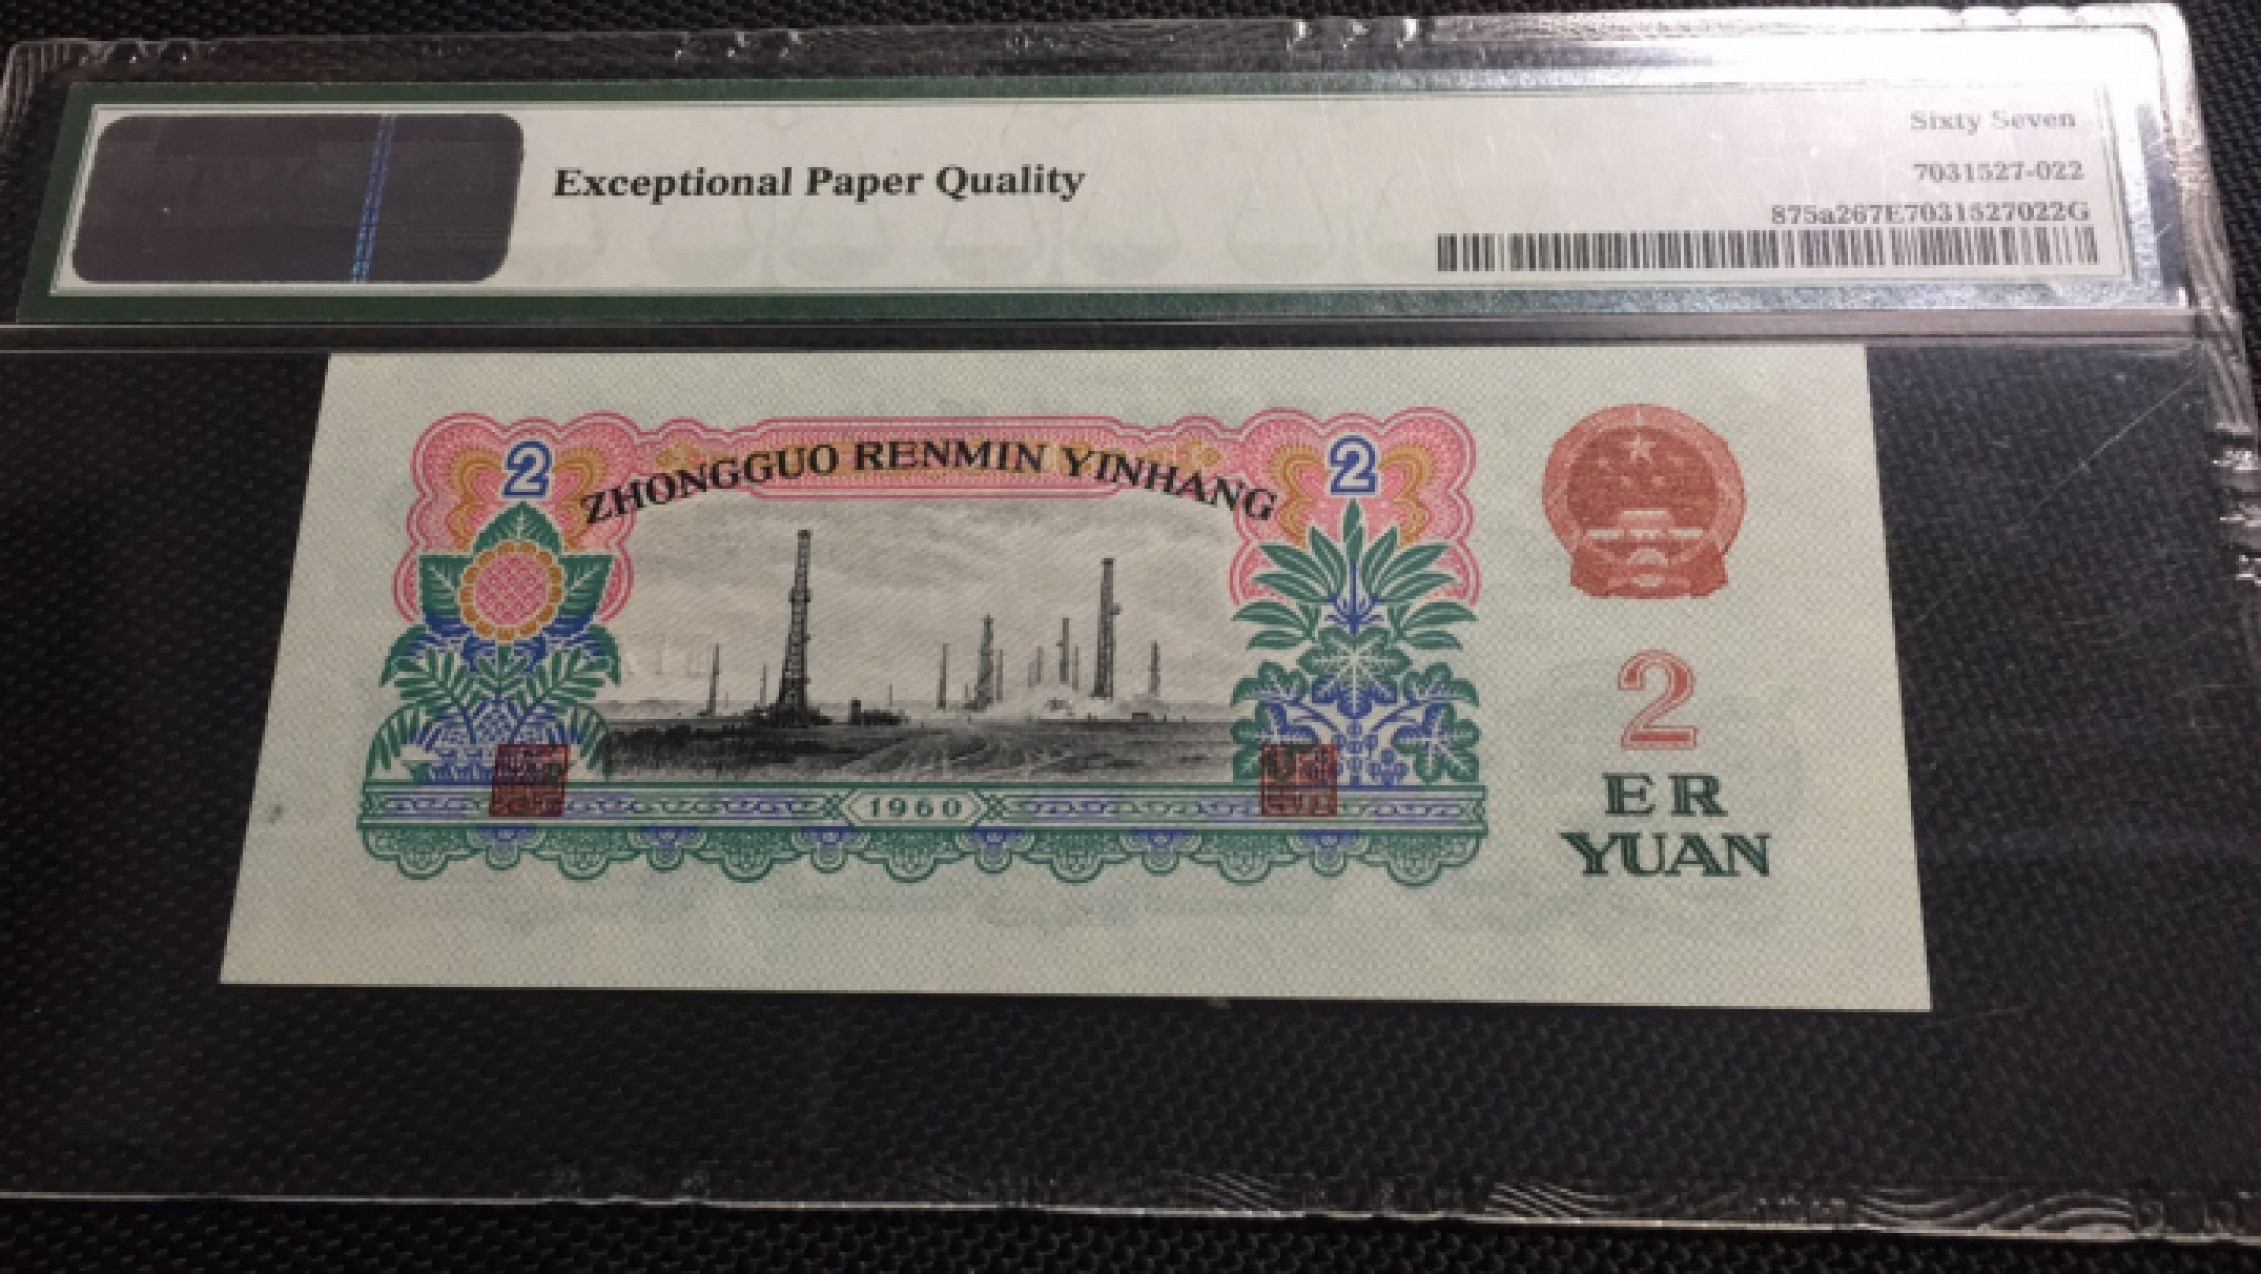 Exceptional Paper Quality
Sixty Seven
7031527-022
875a267E7031527022G
2
ZHONGGUO RENMIN YINHANG
2
1960
2
ER
YUAN